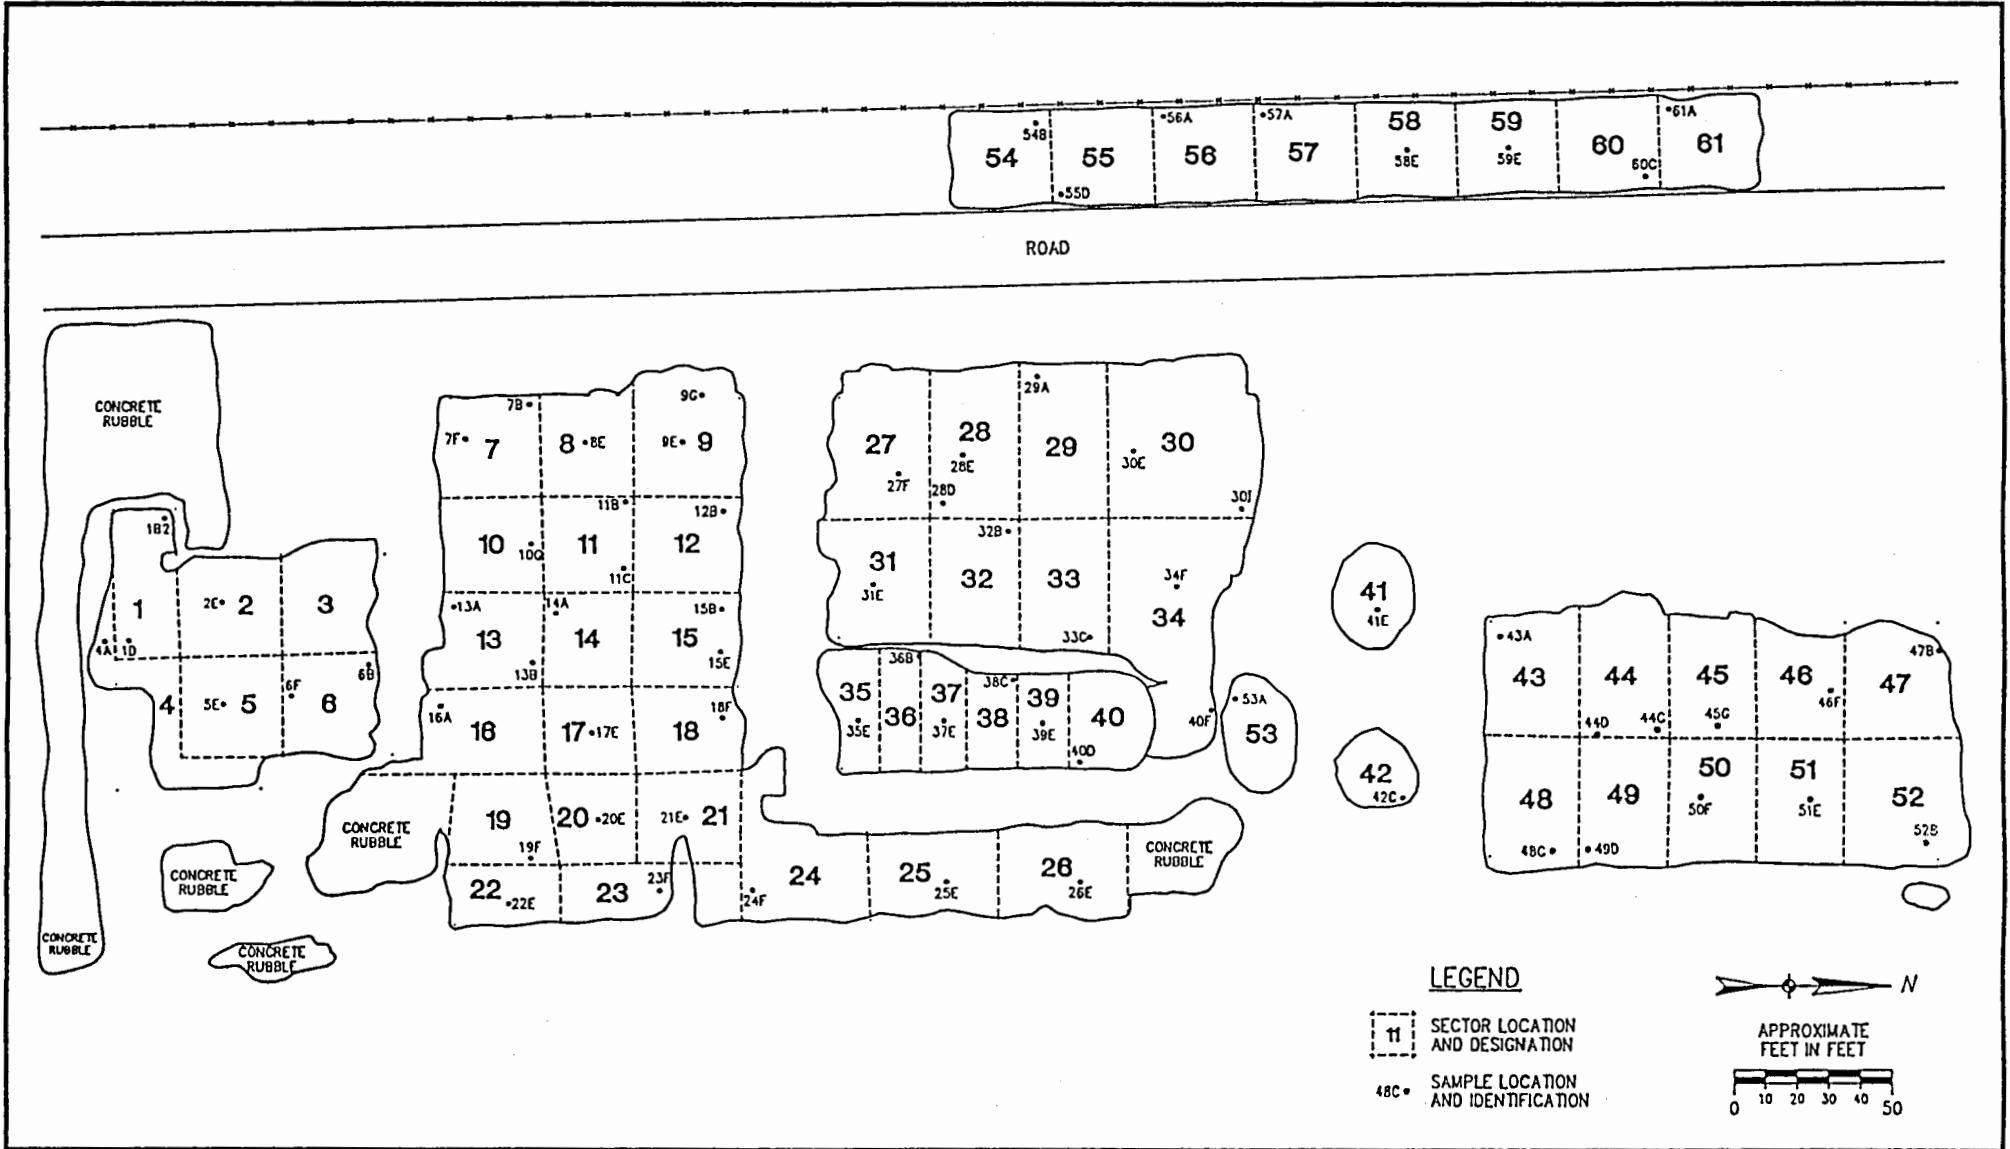 54B
54
55
•55D
•56A
56
•57A
57
58
58E
59
59E
60
60C
•61A
61
ROAD
CONCRETE
RUBBLE
1B2
1
4A
1D
2E• 2
3
4
5E• 5
6F
6
6B
7B•
7F• 7
8 •8E
9G•
9E• 9
10
11B•
11
11C
12B•
12
•13A
13
13B
14A
14
15B•
15
15E
16A
16
17 •17E
18F
18
CONCRETE
RUBBLE
19
19F
20 •20E
21E• 21
22 •22E
23
23F
24
24F
25
25E
26
26E
CONCRETE
RUBBLE
CONCRETE
RUBBLE
CONCRETE
RUBBLE
CONCRETE
RUBBLE
27
27F
28
28E
28D
29A
29
30
30E
31
31E
32B•
32
33
33C•
34F
34
35
35E
36B
36
37
37E
38C•
38
39
39E
40
40D
40F
41
41E
42
42C•
•53A
53
•43A
43
44
44D
44C
45
45G
46
46F
47B
47
48
48C •
49
•49D
50
50F
51
51E
52
52B
LEGEND
11 SECTOR LOCATION
AND DESIGNATION
48C• SAMPLE LOCATION
AND IDENTIFICATION
N
APPROXIMATE
FEET IN FEET
0 10 20 30 40 50